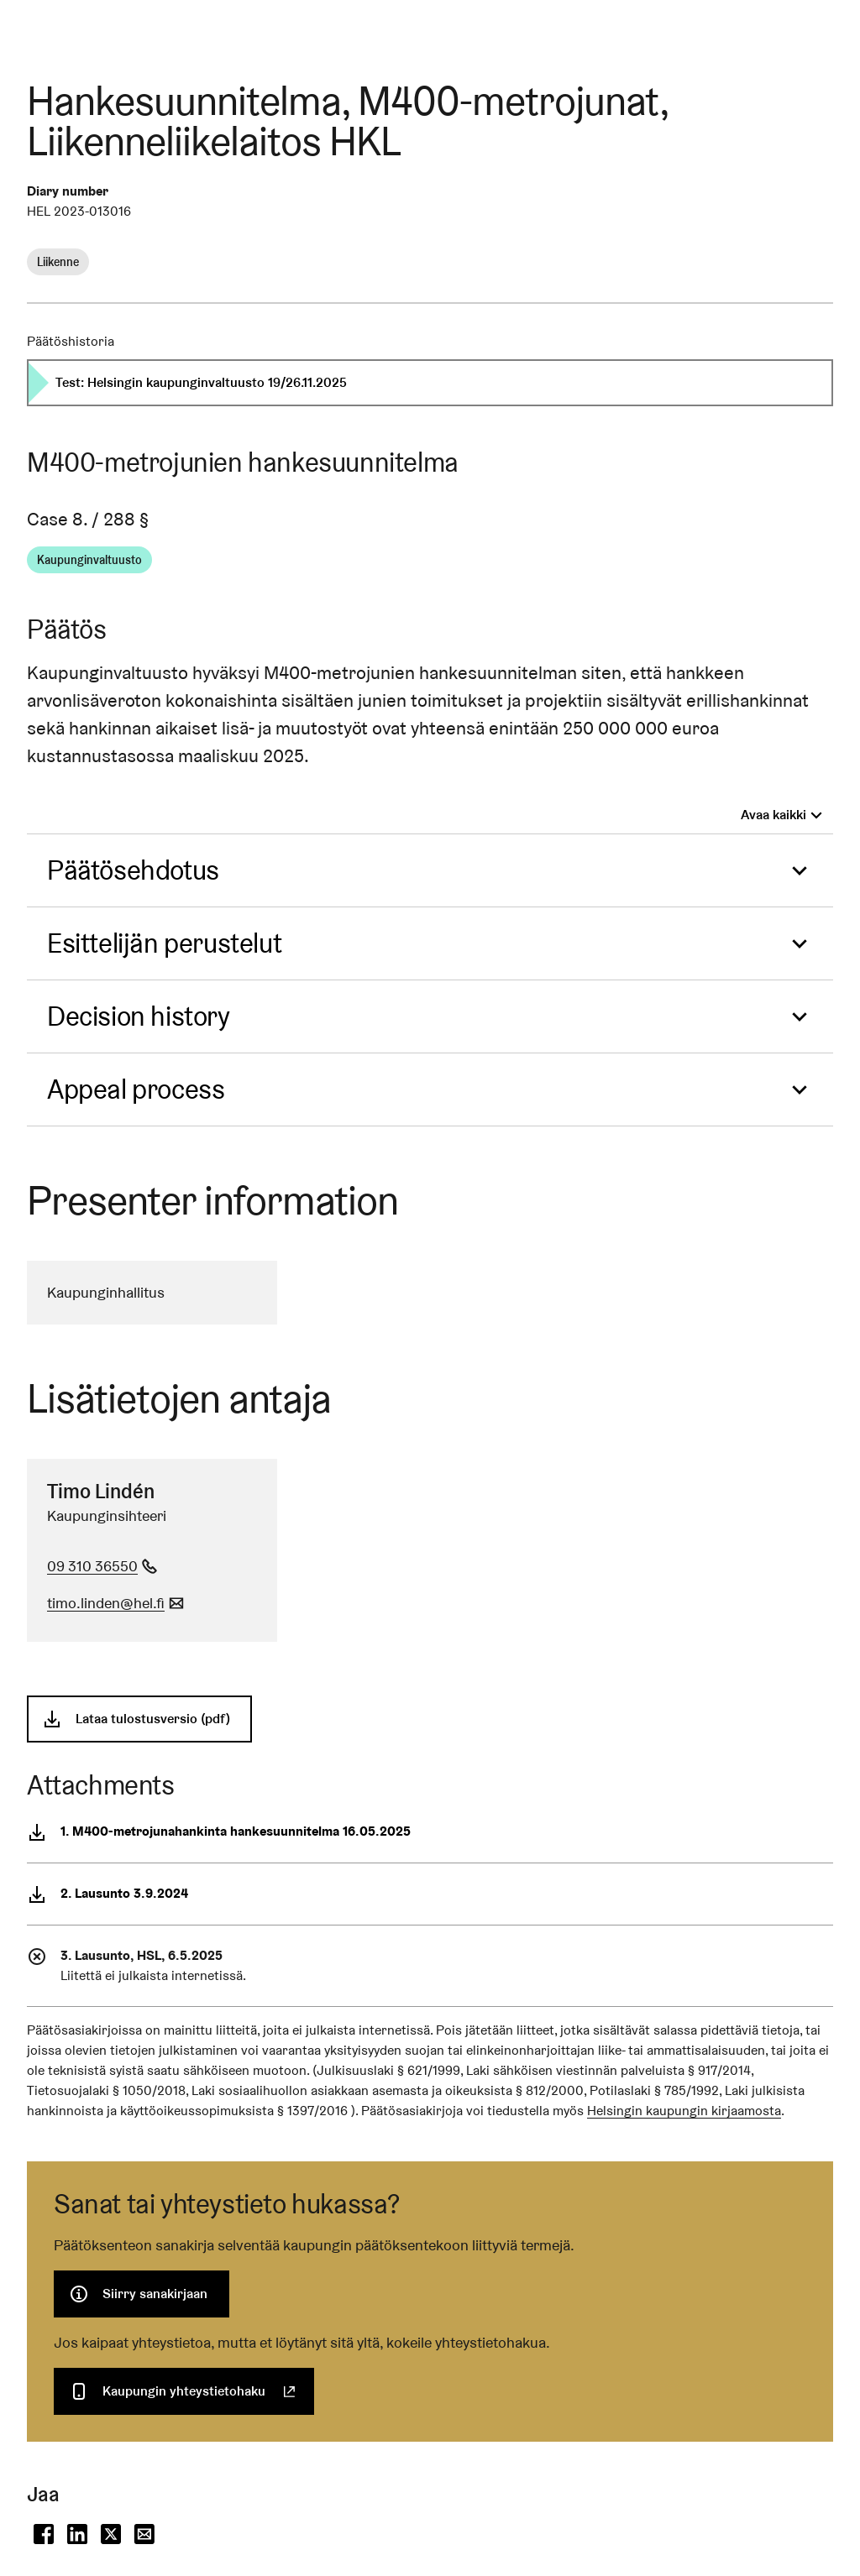 Hankesuunnitelma, M400-metrojunat,
Liikenneliikelaitos HKL
Diary number
HEL 2023-013016
Liikenne
Päätöshistoria
Test: Helsingin kaupunginvaltuusto 19/26.11.2025
M400-metrojunien hankesuunnitelma
Case 8. / 288 §
Kaupunginvaltuusto
Päätös
Kaupunginvaltuusto hyväksyi M400-metrojunien hankesuunnitelman siten, että hankkeen
arvonlisäveroton kokonaishinta sisältäen junien toimitukset ja projektiin sisältyvät erillishankinnat
sekä hankinnan aikaiset lisä- ja muutostyöt ovat yhteensä enintään 250 000 000 euroa
kustannustasossa maaliskuu 2025.
Avaa kaikki
Päätösehdotus
Esittelijän perustelut
Decision history
Appeal process
Presenter information
Kaupunginhallitus
Lisätietojen antaja
Timo Lindén
Kaupunginsihteeri
09 310 36550
timo.linden@hel.fi
Lataa tulostusversio (pdf)
Attachments
1. M400-metrojunahankinta hankesuunnitelma 16.05.2025
2. Lausunto 3.9.2024
3. Lausunto, HSL, 6.5.2025
Liitettä ei julkaista internetissä.
Päätösasiakirjoissa on mainittu liitteitä, joita ei julkaista internetissä. Pois jätetään liitteet, jotka sisältävät salassa pidettäviä tietoja, tai
joissa olevien tietojen julkistaminen voi vaarantaa yksityisyyden suojan tai elinkeinonharjoittajan liike- tai ammattisalaisuuden, tai joita ei
ole teknisistä syistä saatu sähköiseen muotoon. (Julkisuuslaki § 621/1999, Laki sähköisen viestinnän palveluista § 917/2014,
Tietosuojalaki § 1050/2018, Laki sosiaalihuollon asiakkaan asemasta ja oikeuksista § 812/2000, Potilaslaki § 785/1992, Laki julkisista
hankinnoista ja käyttöoikeussopimuksista § 1397/2016 ). Päätösasiakirjoja voi tiedustella myös Helsingin kaupungin kirjaamosta.
Sanat tai yhteystieto hukassa?
Päätöksenteon sanakirja selventää kaupungin päätöksentekoon liittyviä termejä.
Siirry sanakirjaan
Jos kaipaat yhteystietoa, mutta et löytänyt sitä yltä, kokeile yhteystietohakua.
Kaupungin yhteystietohaku
Jaa